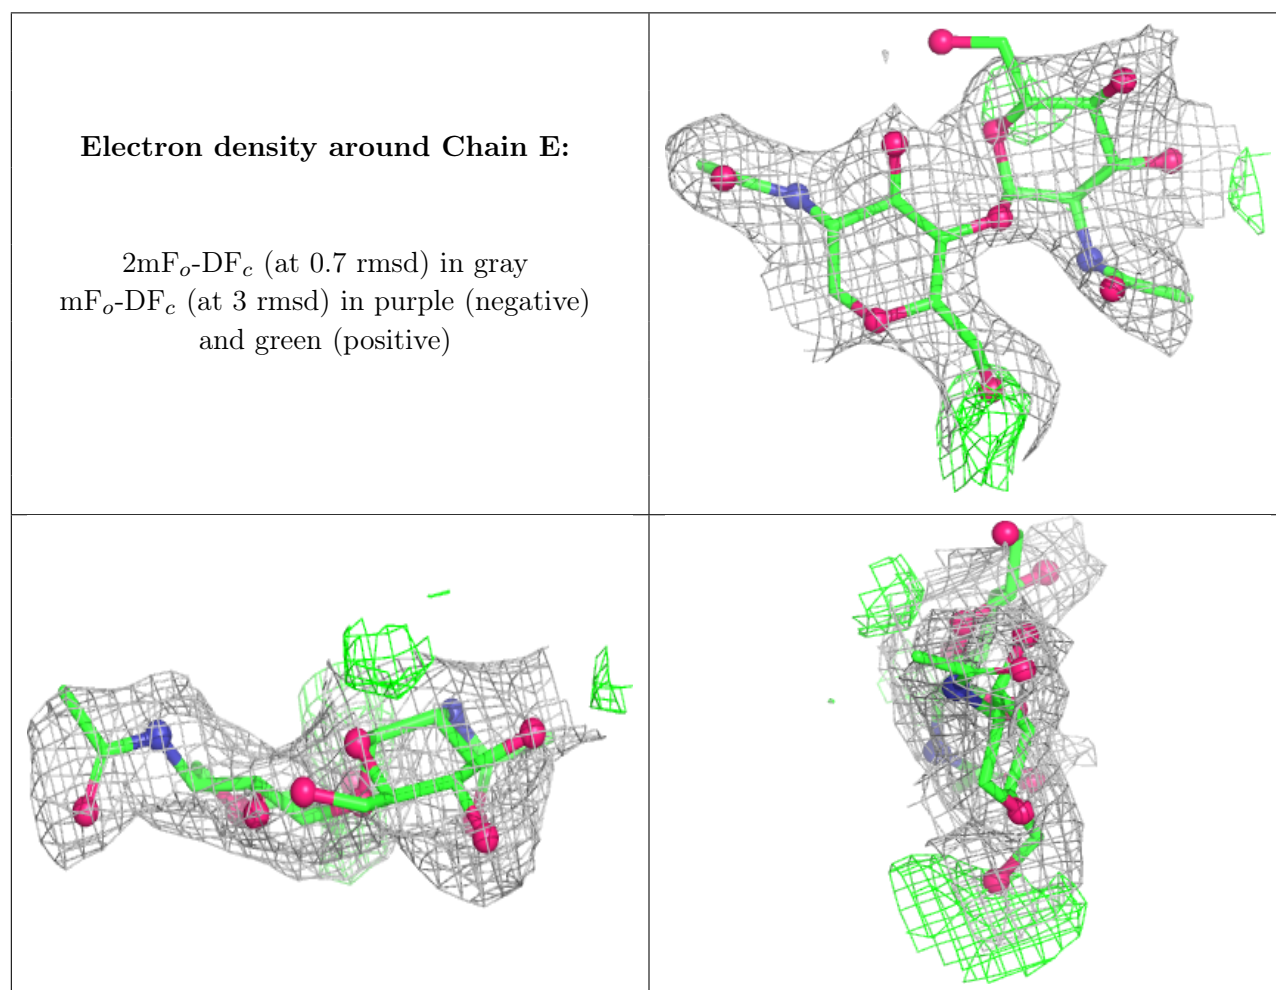 Electron density around Chain E:
2mFo-DFc (at 0.7 rmsd) in gray
mFo-DFc (at 3 rmsd) in purple (negative)
and green (positive)